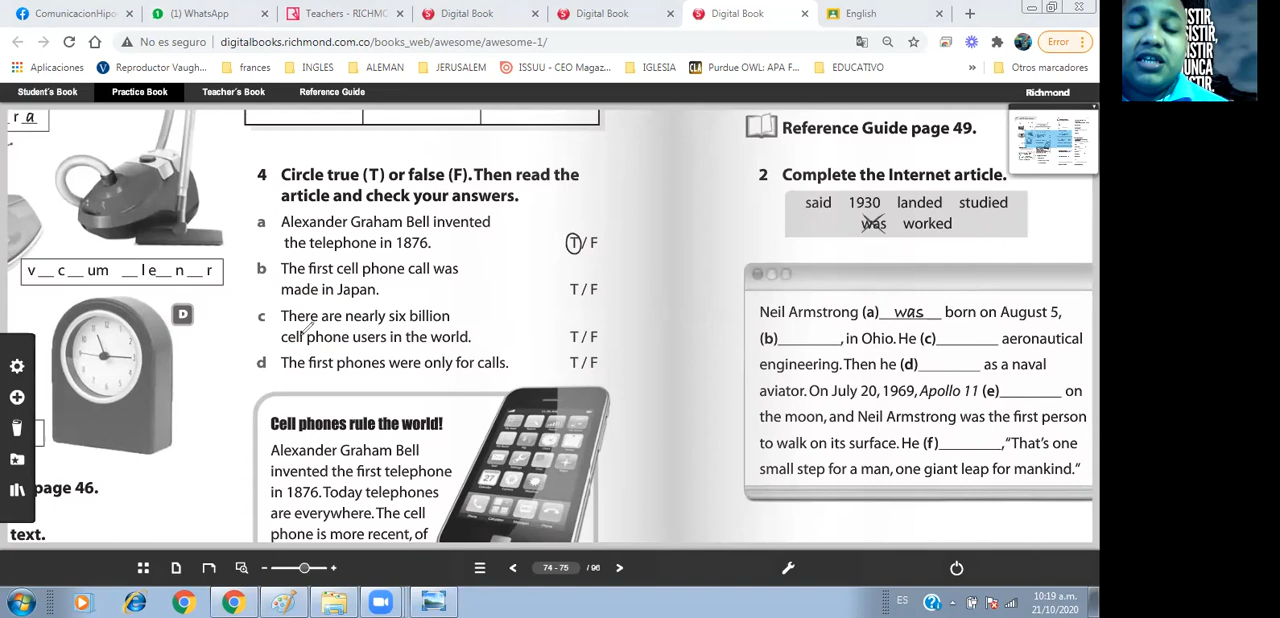 ComunicacionHipo
(1) WhatsApp
Teachers - RICHMO
Digital Book
Digital Book
Digital Book
English
No es seguro
digitalbooks.richmond.com.co/books_web/awesome/awesome-1/
Error
Aplicaciones
Reproductor Vaugh...
frances
INGLES
ALEMAN
JERUSALEM
ISSUU - CEO Magaz...
IGLESIA
Purdue OWL: APA F...
EDUCATIVO
»
Otros marcadores
Student's Book
Practice Book
Teacher's Book
Reference Guide
Richmond
r a
v __ c __ um __ le__ n __ r
D
page 46.
text.
4 Circle true (T) or false (F). Then read the
article and check your answers.
a Alexander Graham Bell invented
the telephone in 1876. T / F
b The first cell phone call was
made in Japan. T / F
c There are nearly six billion
cell phone users in the world. T / F
d The first phones were only for calls. T / F
Cell phones rule the world!
Alexander Graham Bell
invented the first telephone
in 1876. Today telephones
are everywhere. The cell
phone is more recent, of
Reference Guide page 49.
2 Complete the Internet article.
said 1930 landed studied
was worked
Neil Armstrong (a) was born on August 5,
(b)________, in Ohio. He (c)________ aeronautical
engineering. Then he (d)________ as a naval
aviator. On July 20, 1969, Apollo 11 (e)________ on
the moon, and Neil Armstrong was the first person
to walk on its surface. He (f)________, “That's one
small step for a man, one giant leap for mankind.”
74 - 75 / 96
ES
10:19 a.m.
21/10/2020